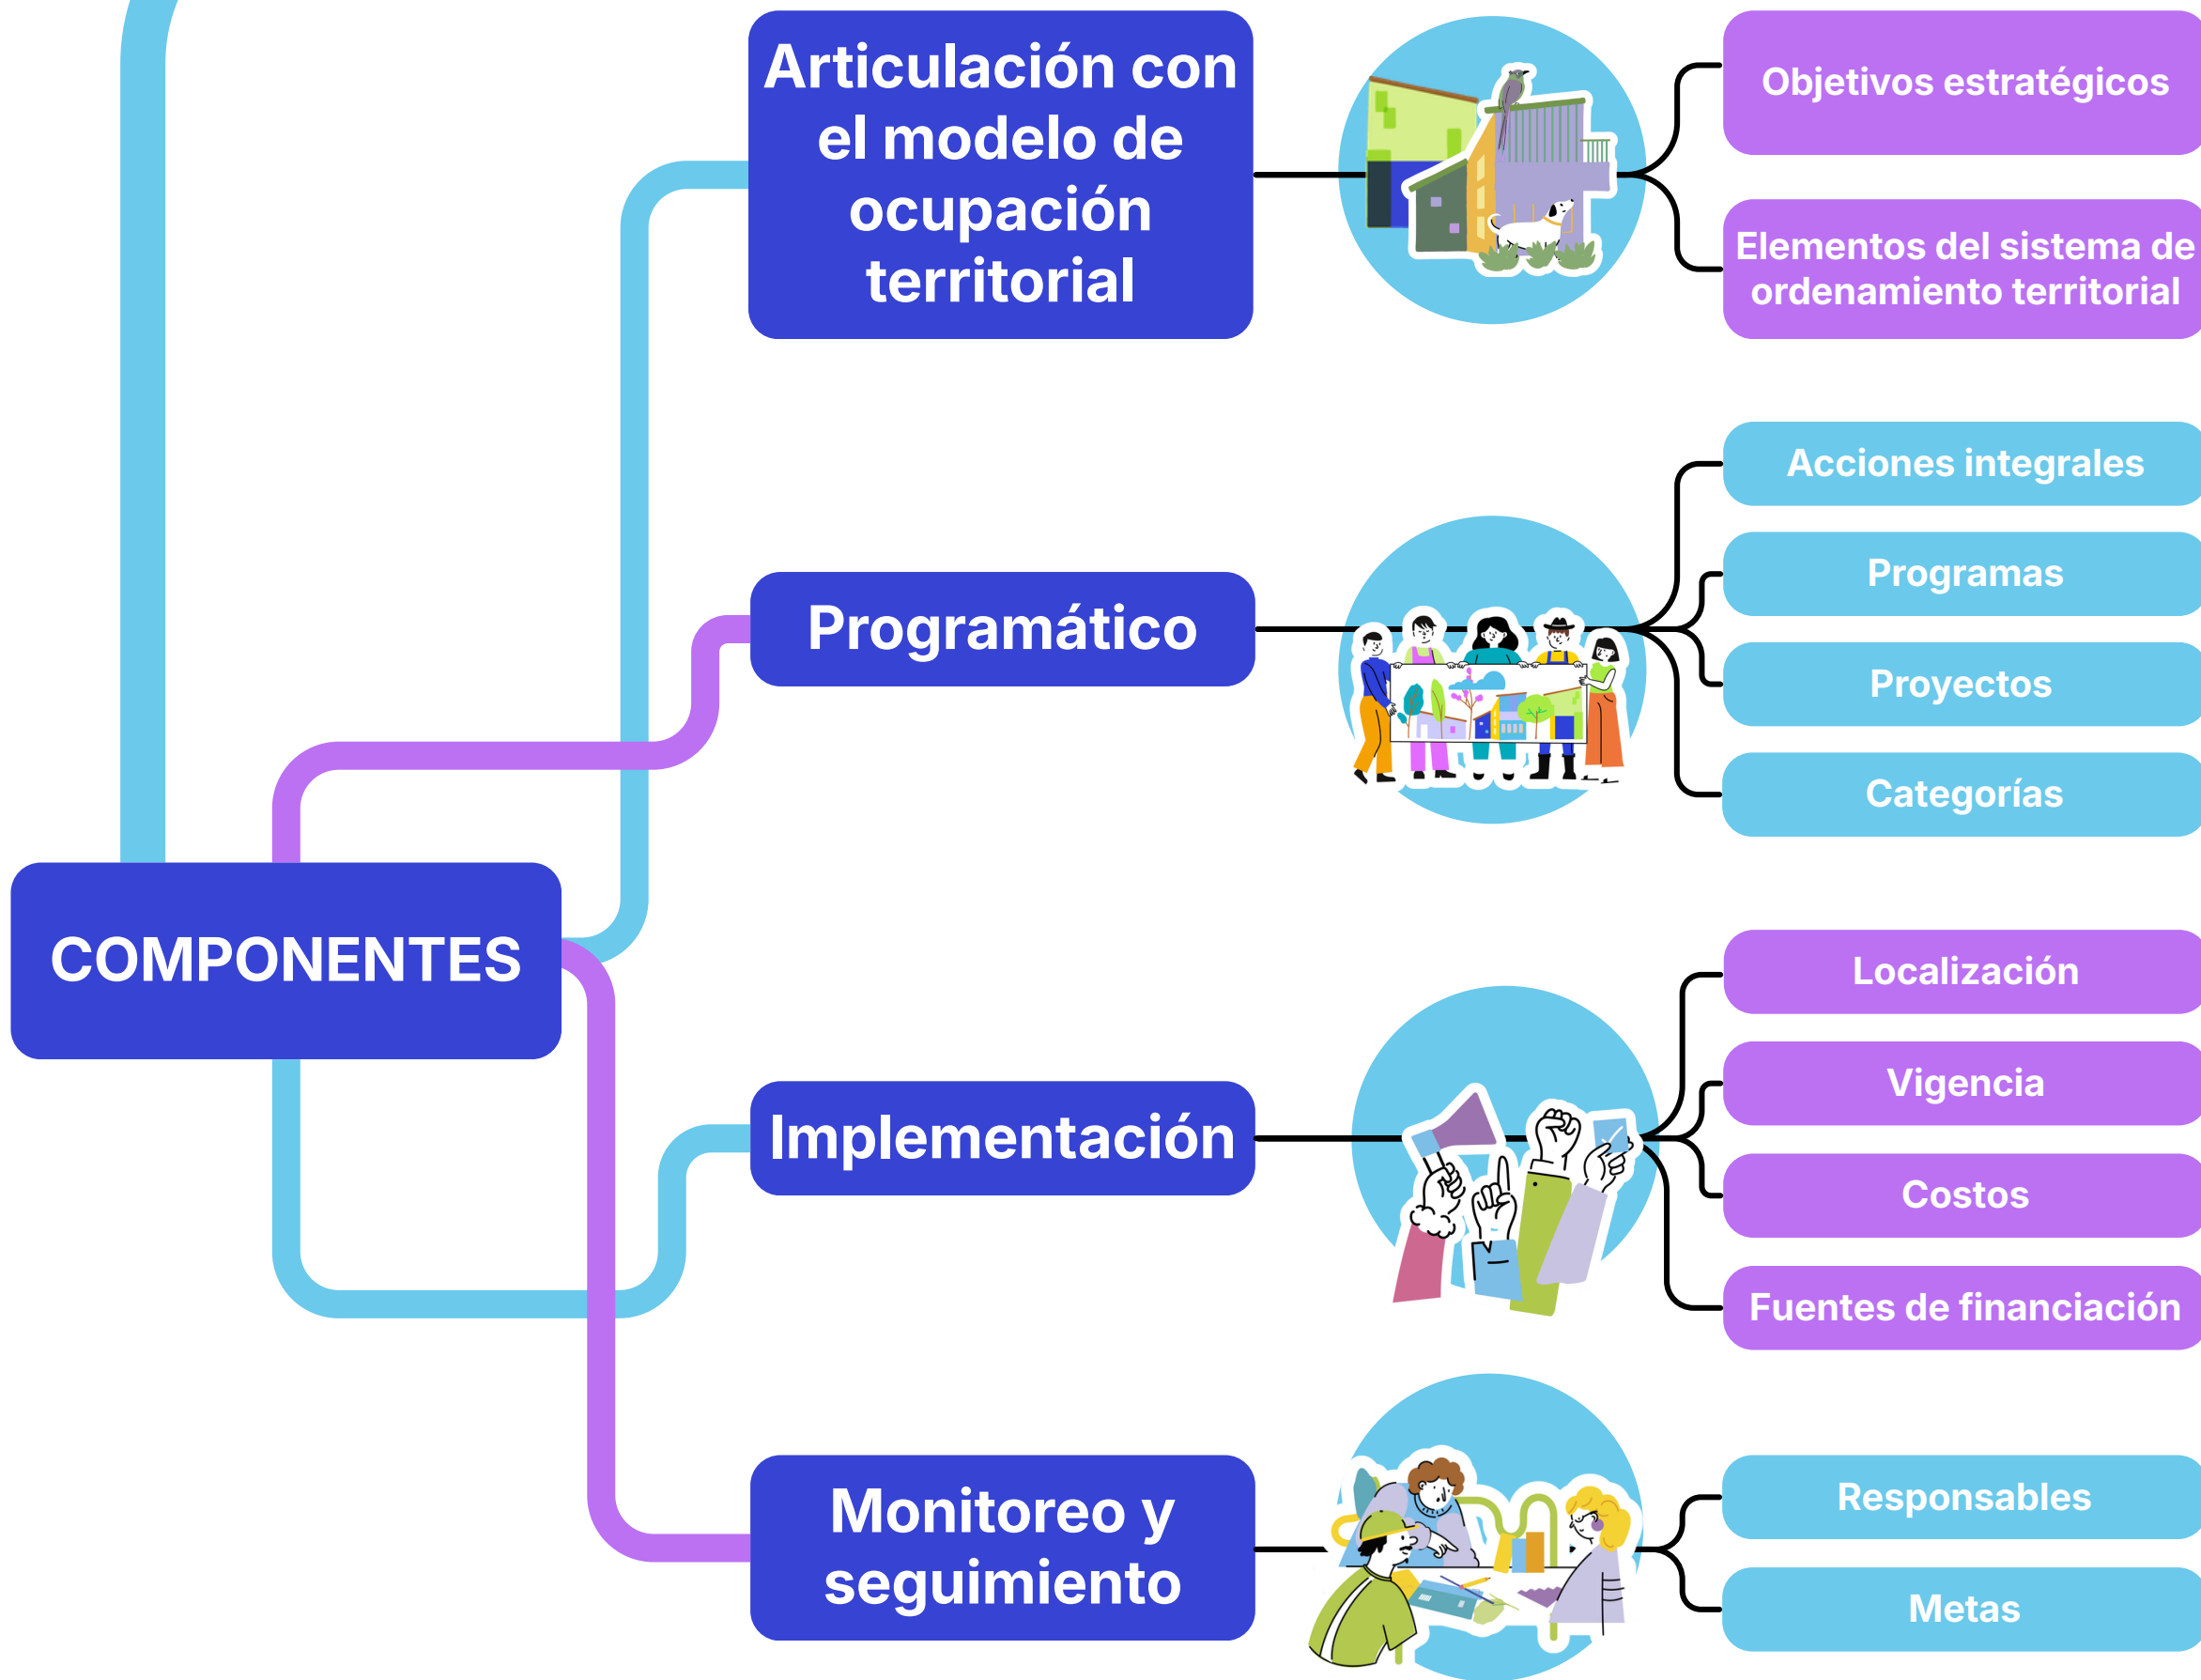 Articulación con
el modelo de
ocupación
territorial
Objetivos estratégicos
Elementos del sistema de
ordenamiento territorial
Programático
Acciones integrales
Programas
Proyectos
Categorías
COMPONENTES
Implementación
Localización
Vigencia
Costos
Fuentes de financiación
Monitoreo y
seguimiento
Responsables
Metas